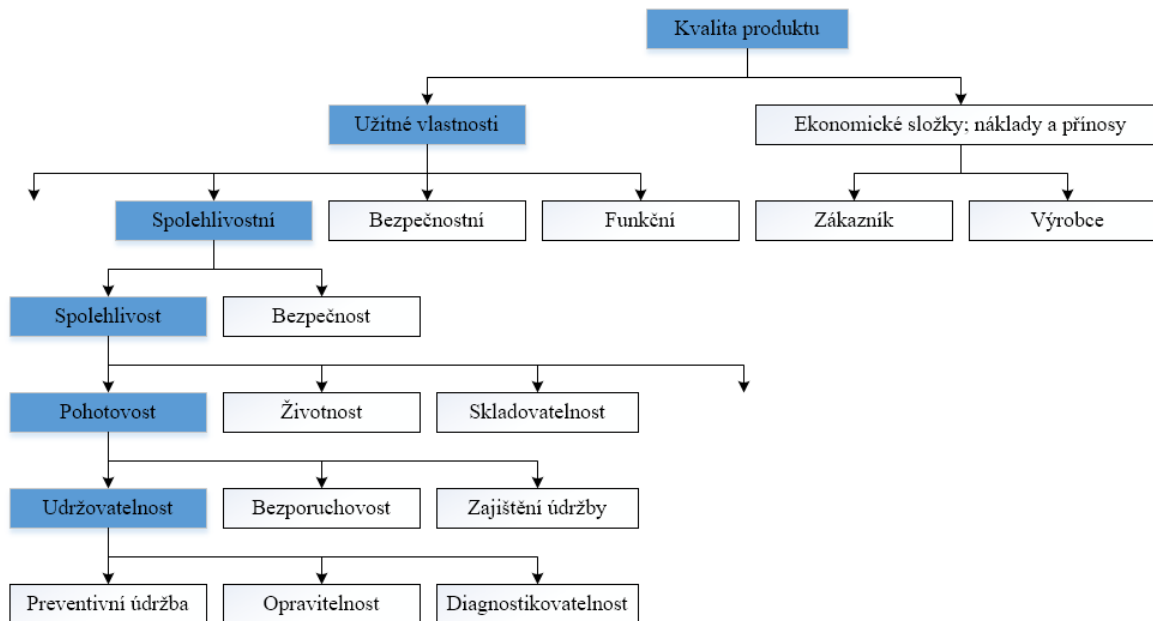 Kvalita produktu
Užitné vlastnosti
Ekonomické složky; náklady a přínosy
Spolehlivostní
Bezpečnostní
Funkční
Zákazník
Výrobce
Spolehlivost
Bezpečnost
Pohotovost
Životnost
Skladovatelnost
Udržovatelnost
Bezporuchovost
Zajištění údržby
Preventivní údržba
Opravitelnost
Diagnostikovatelnost